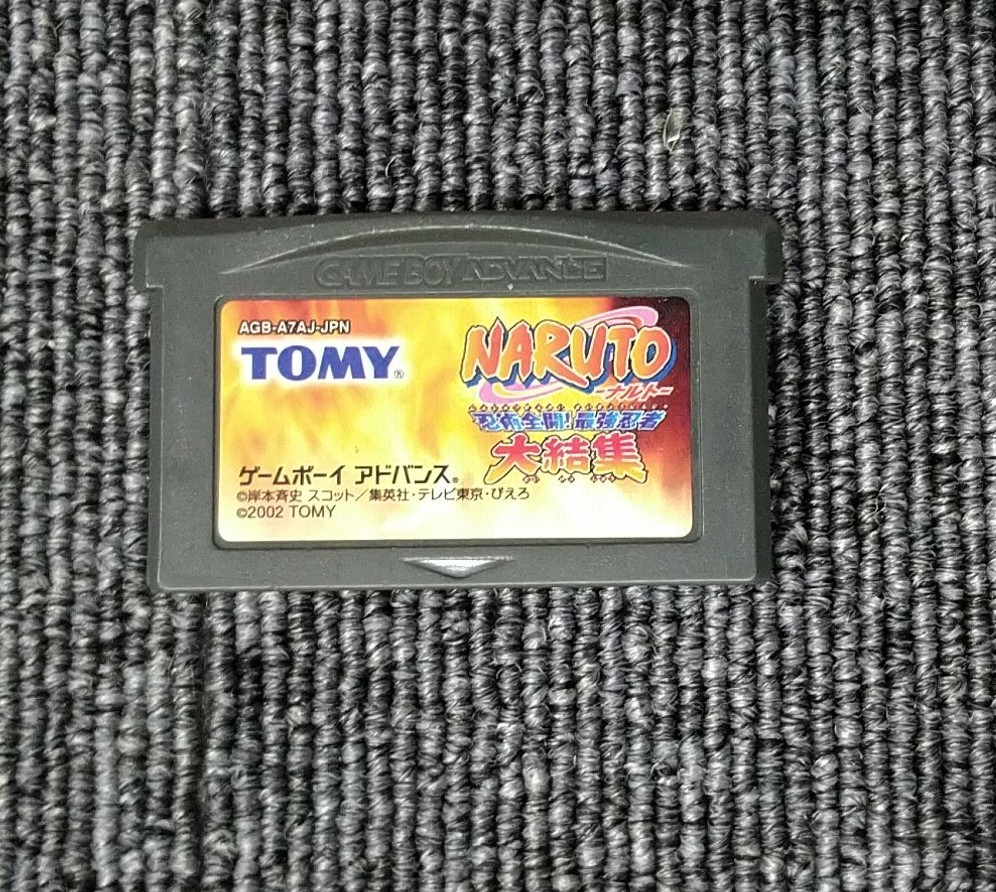 GAME BOY ADVANCE
AGB-A7AJ-JPN
TOMY®
NARUTO
-ナルト-
忍術全開!最強忍者
大結集
ゲームボーイ アドバンス®
©岸本斉史 スコット/集英社・テレビ東京・ぴえろ
©2002 TOMY